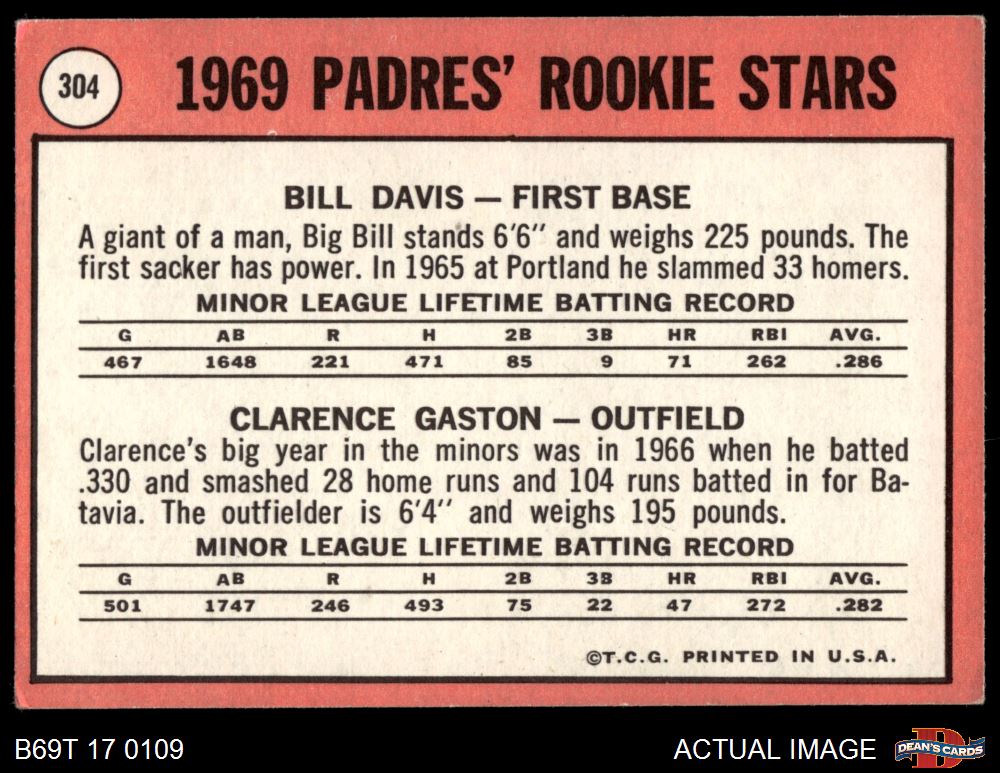 304
1969 PADRES' ROOKIE STARS
BILL DAVIS — FIRST BASE
A giant of a man, Big Bill stands 6'6" and weighs 225 pounds. The
first sacker has power. In 1965 at Portland he slammed 33 homers.
MINOR LEAGUE LIFETIME BATTING RECORD
G AB R H 2B 3B HR RBI AVG.
467 1648 221 471 85 9 71 262 .286
CLARENCE GASTON — OUTFIELD
Clarence's big year in the minors was in 1966 when he batted
.330 and smashed 28 home runs and 104 runs batted in for Ba-
tavia. The outfielder is 6'4" and weighs 195 pounds.
MINOR LEAGUE LIFETIME BATTING RECORD
G AB R H 2B 3B HR RBI AVG.
501 1747 246 493 75 22 47 272 .282
©T.C.G. PRINTED IN U.S.A.
B69T 17 0109
ACTUAL IMAGE
D
DEAN'S CARDS